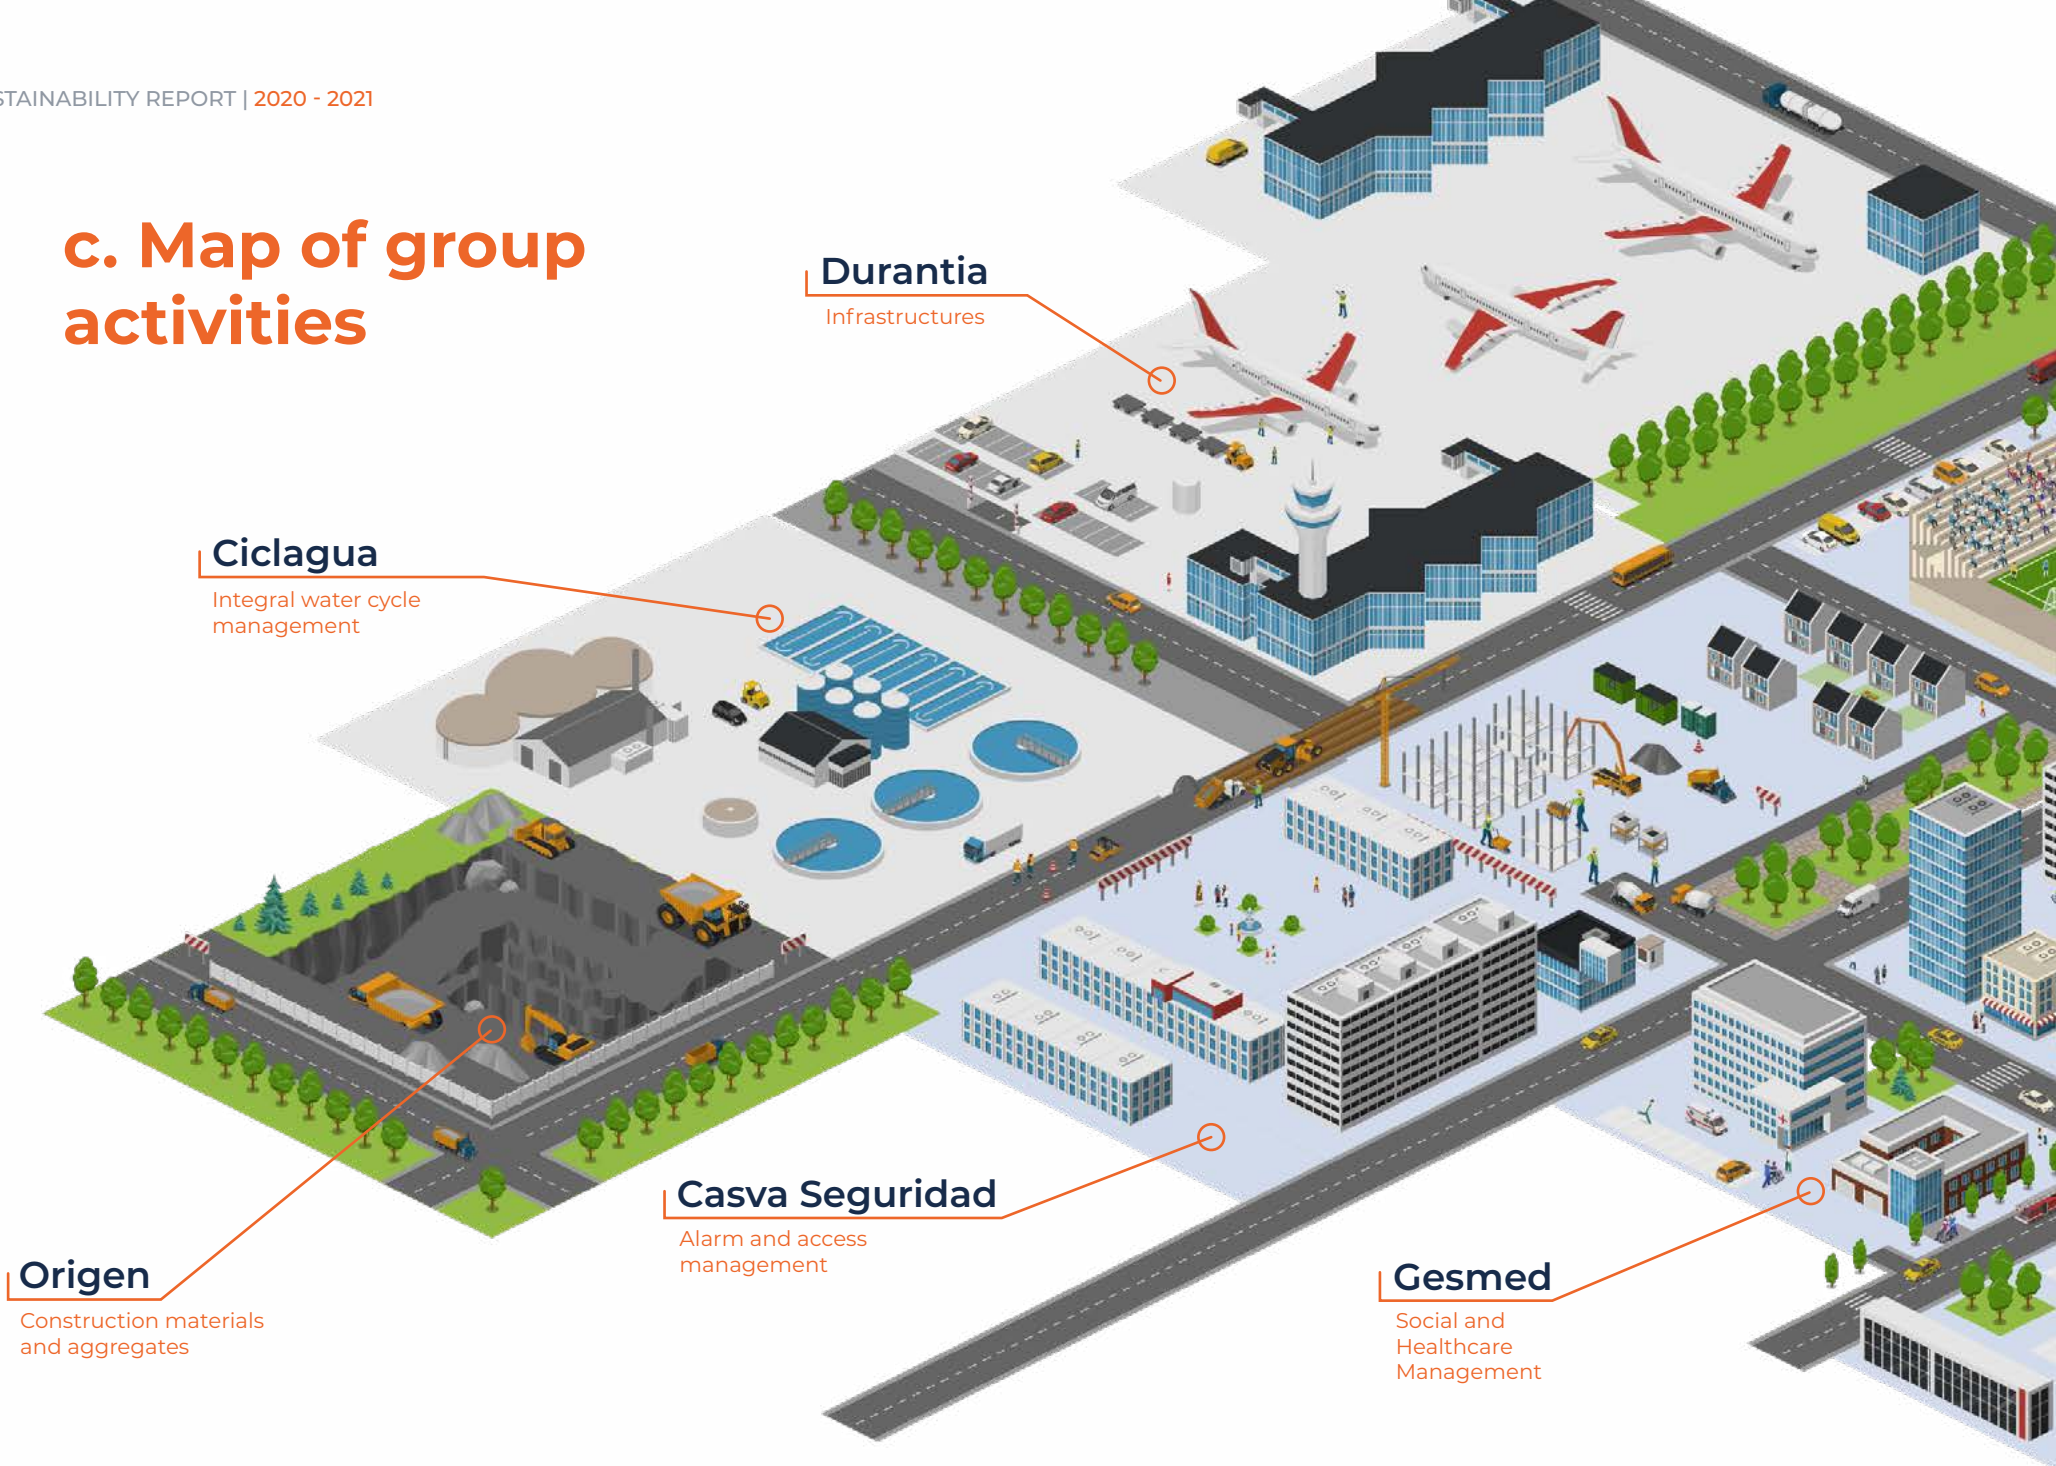 STAINABILITY REPORT | 2020 - 2021
c. Map of group
activities
Durantia
Infrastructures
Ciclagua
Integral water cycle
management
Casva Seguridad
Alarm and access
management
Origen
Construction materials
and aggregates
Gesmed
Social and
Healthcare
Management